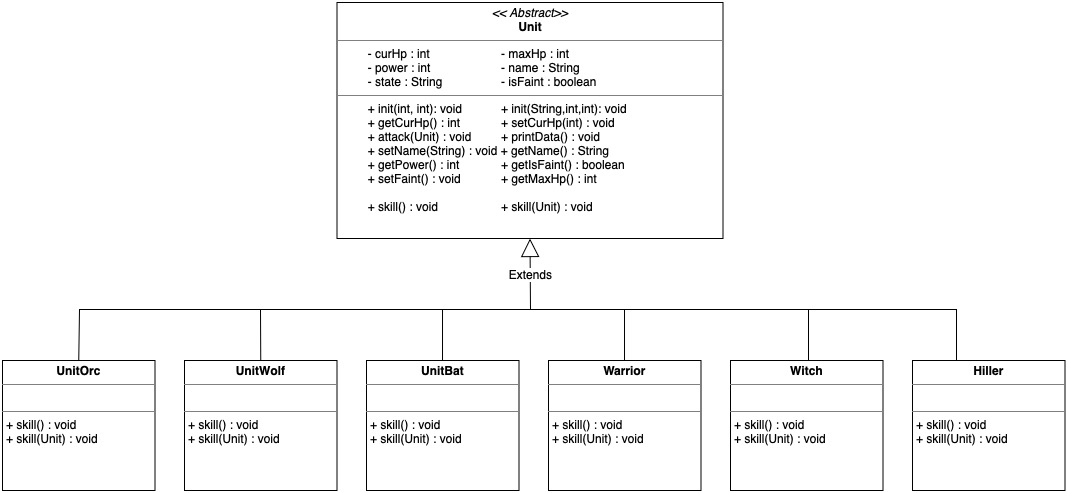 << Abstract>>
Unit
- curHp : int - maxHp : int
- power : int - name : String
- state : String - isFaint : boolean
+ init(int, int): void + init(String,int,int): void
+ getCurHp() : int + setCurHp(int) : void
+ attack(Unit) : void + printData() : void
+ setName(String) : void + getName() : String
+ getPower() : int + getIsFaint() : boolean
+ setFaint() : void + getMaxHp() : int
+ skill() : void + skill(Unit) : void
Extends
UnitOrc
+ skill() : void
+ skill(Unit) : void
UnitWolf
+ skill() : void
+ skill(Unit) : void
UnitBat
+ skill() : void
+ skill(Unit) : void
Warrior
+ skill() : void
+ skill(Unit) : void
Witch
+ skill() : void
+ skill(Unit) : void
Hiller
+ skill() : void
+ skill(Unit) : void